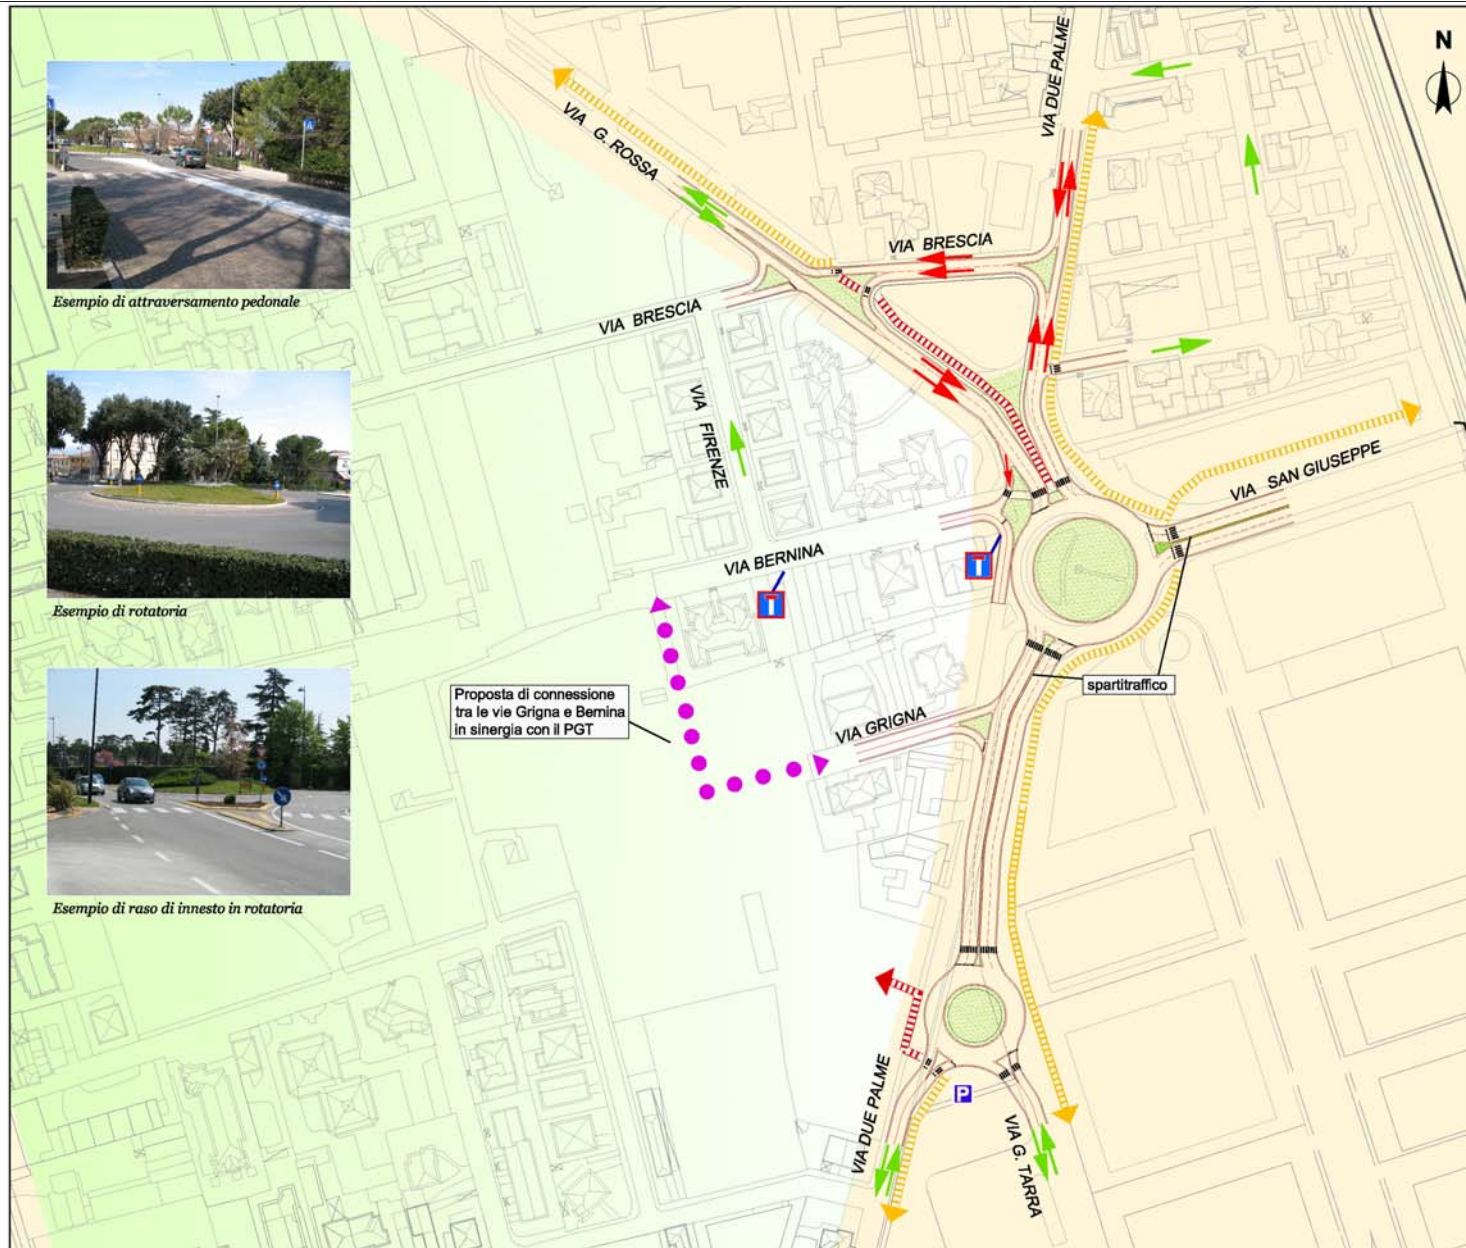 N
VIA DUE PALME
VIA G. ROSSA
Esempio di attraversamento pedonale
VIA BRESCIA
VIA BRESCIA
VIA FIRENZE
VIA SAN GIUSEPPE
VIA BERNINA
Esempio di rotatoria
Proposta di connessione
tra le vie Grigna e Bernina
in sinergia con il PGT
spartitraffico
VIA GRIGNA
Esempio di raso di innesto in rotatoria
VIA DUE PALME
P
VIA G. TARRA